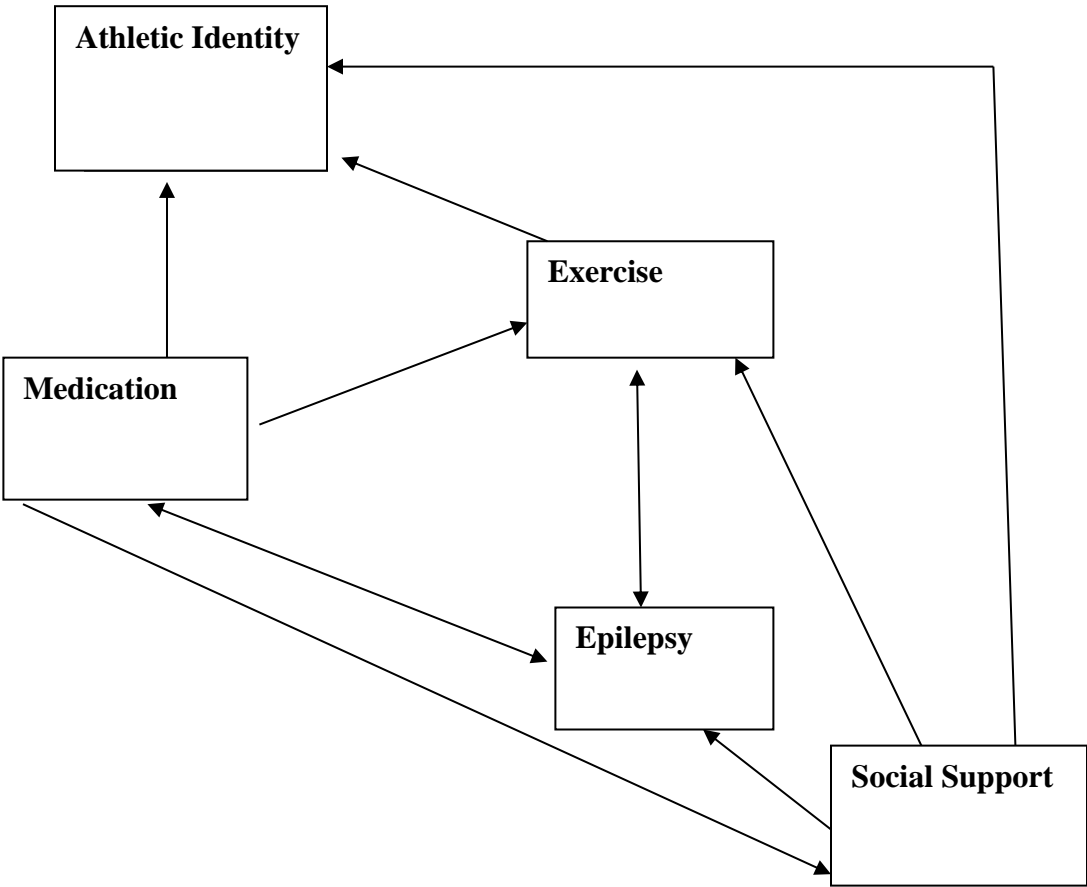 Athletic Identity
Exercise
Medication
Epilepsy
Social Support